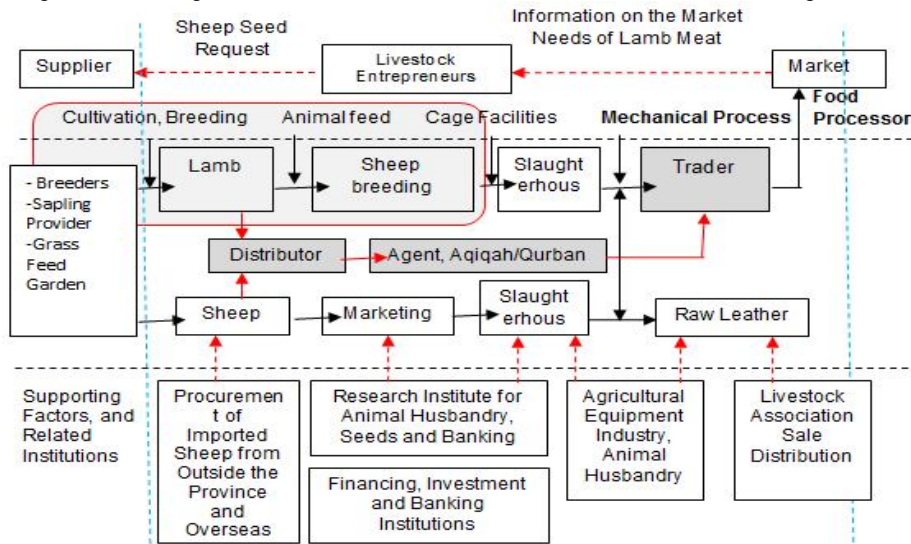 Information on the Market
Needs of Lamb Meat
Sheep Seed
Request
Supplier
Livestock
Entrepreneurs
Market
Cultivation, Breeding
Animal feed
Cage Facilities
Mechanical Process
Food
Processor
- Breeders
-Sapling
Provider
-Grass
Feed
Garden
Lamb
Sheep
breeding
Slaught
erhous
Trader
Distributor
Agent, Aqiqah/Qurban
Sheep
Marketing
Slaught
erhous
Raw Leather
Supporting
Factors, and
Related
Institutions
Procuremen
t of
Imported
Sheep from
Outside the
Province
and
Overseas
Research Institute for
Animal Husbandry,
Seeds and Banking
Financing, Investment
and Banking
Institutions
Agricultural
Equipment
Industry,
Animal
Husbandry
Livestock
Association
Sale
Distribution